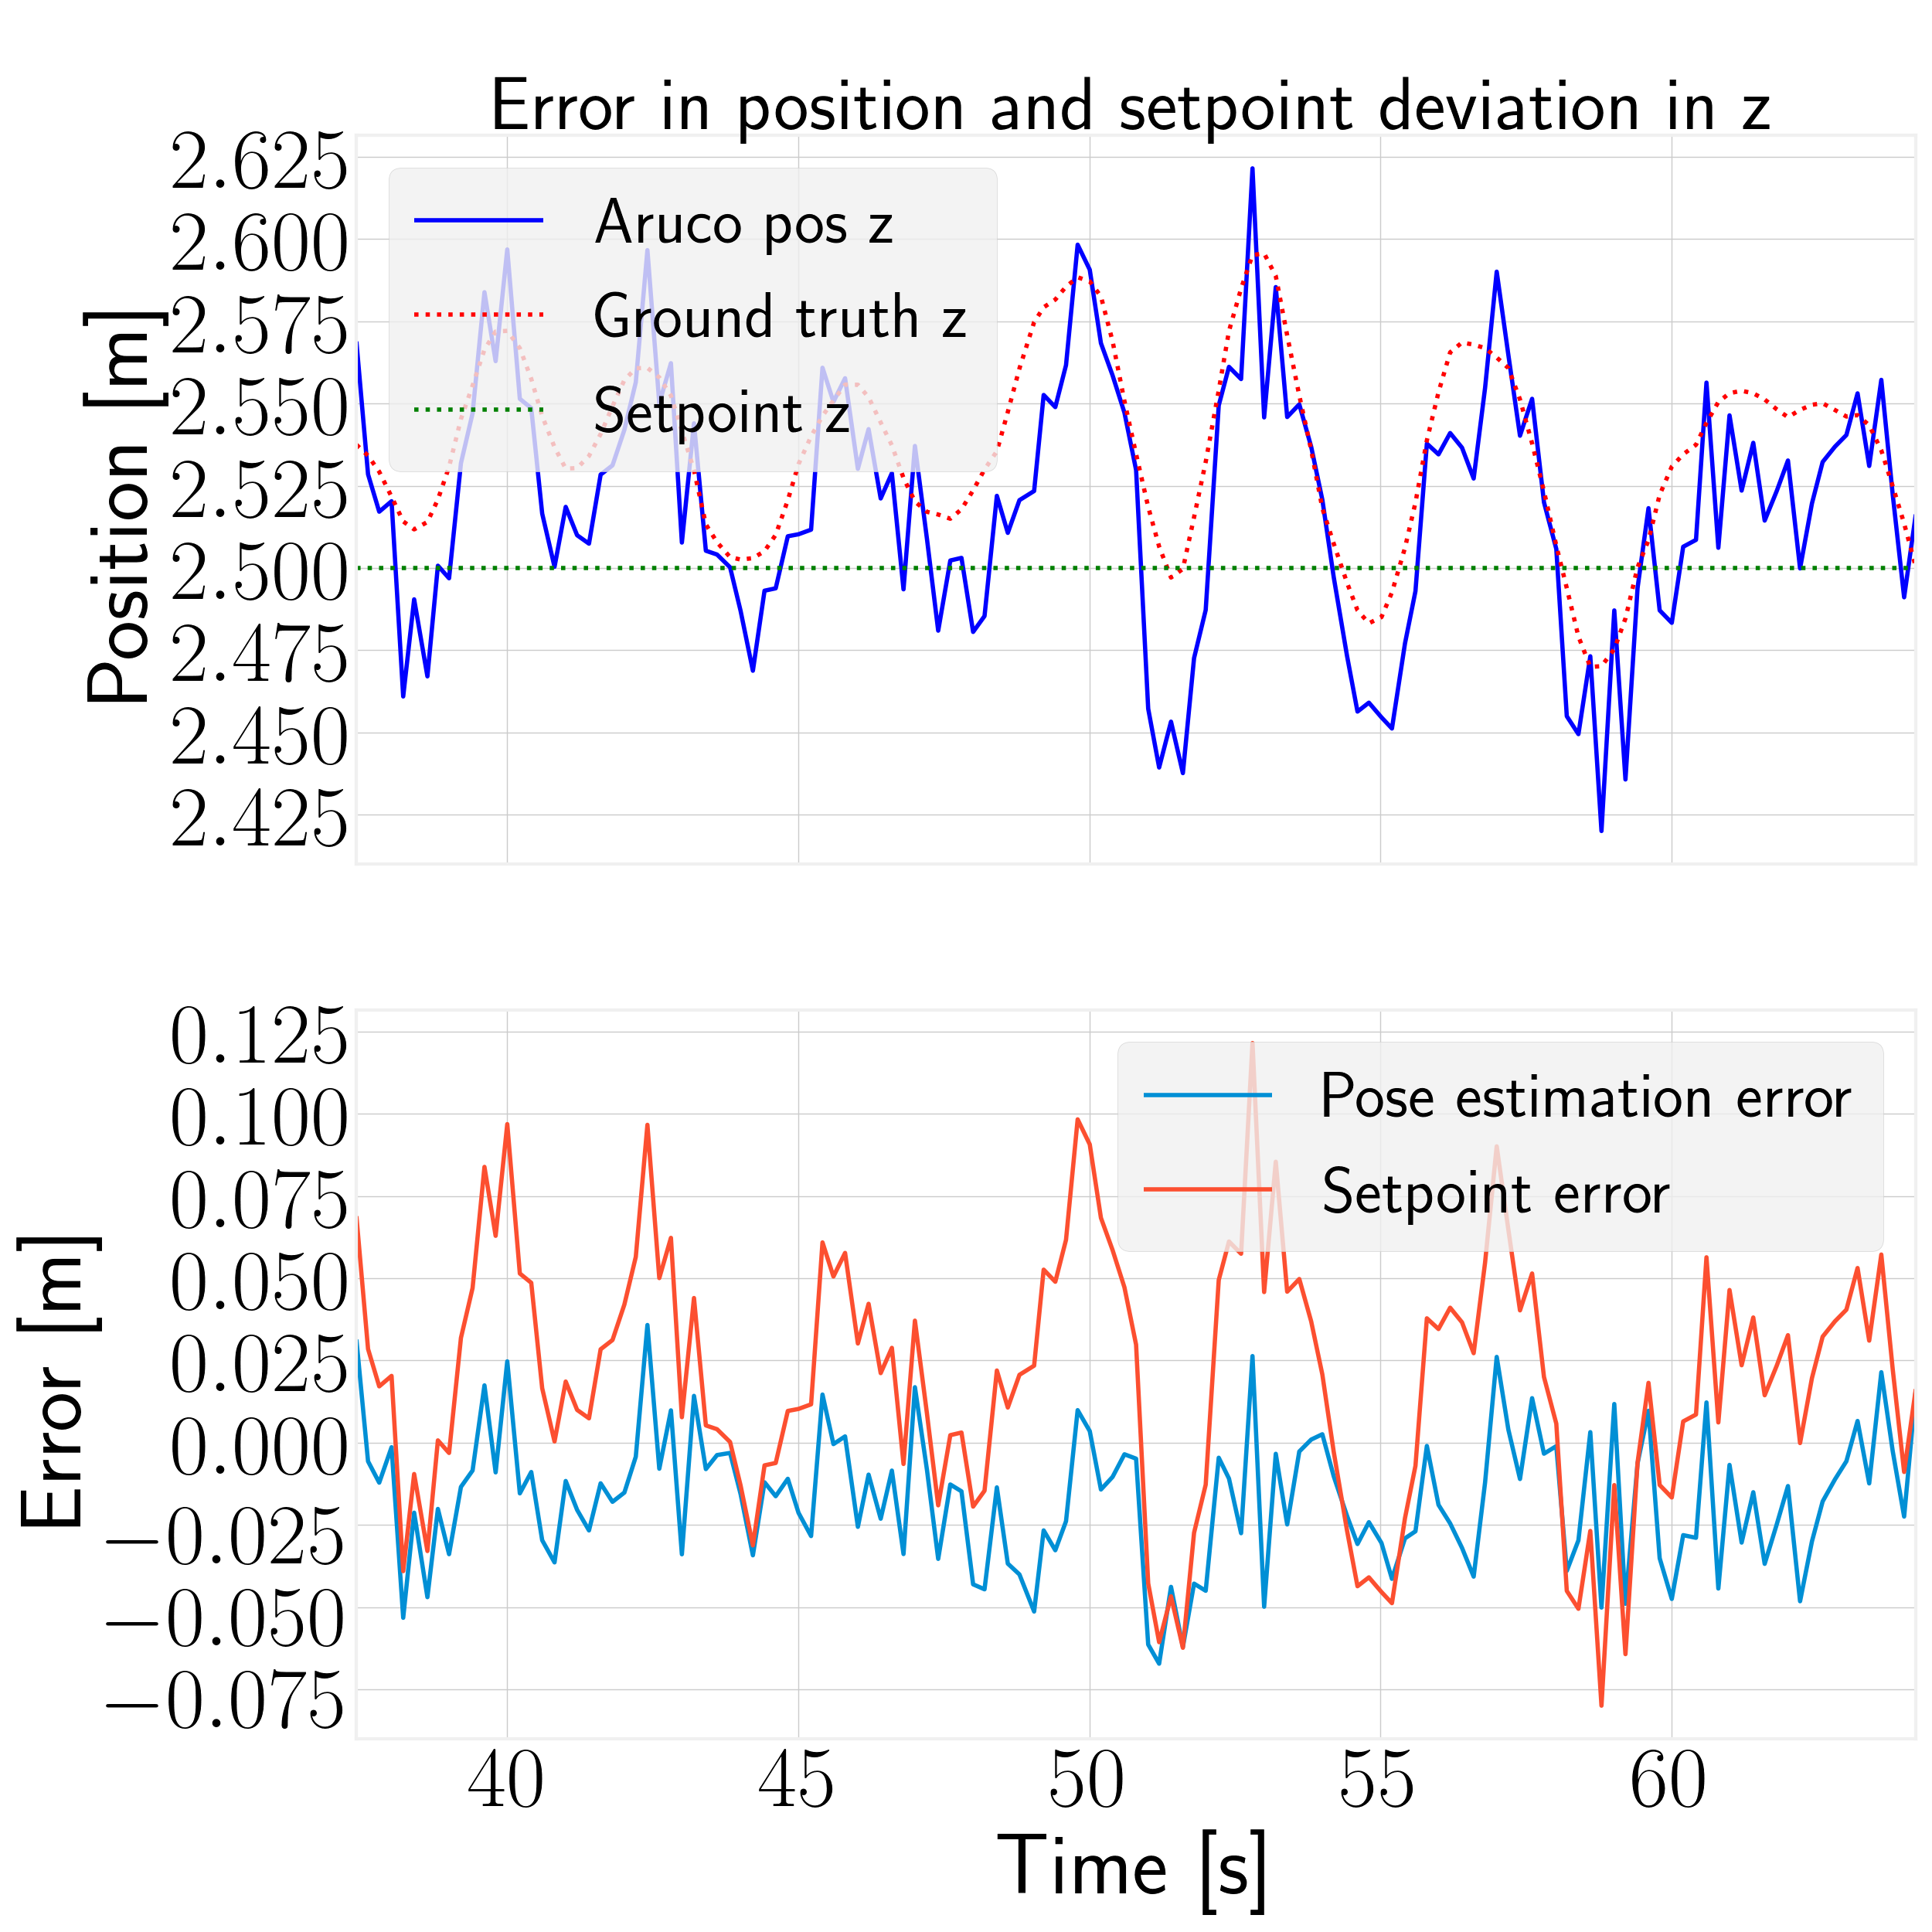 Error in position and setpoint deviation in z
Position [m]
2.625
2.600
2.575
2.550
2.525
2.500
2.475
2.450
2.425
Aruco pos z
Ground truth z
Setpoint z
Error [m]
0.125
0.100
0.075
0.050
0.025
0.000
−0.025
−0.050
−0.075
Pose estimation error
Setpoint error
40 45 50 55 60
Time [s]